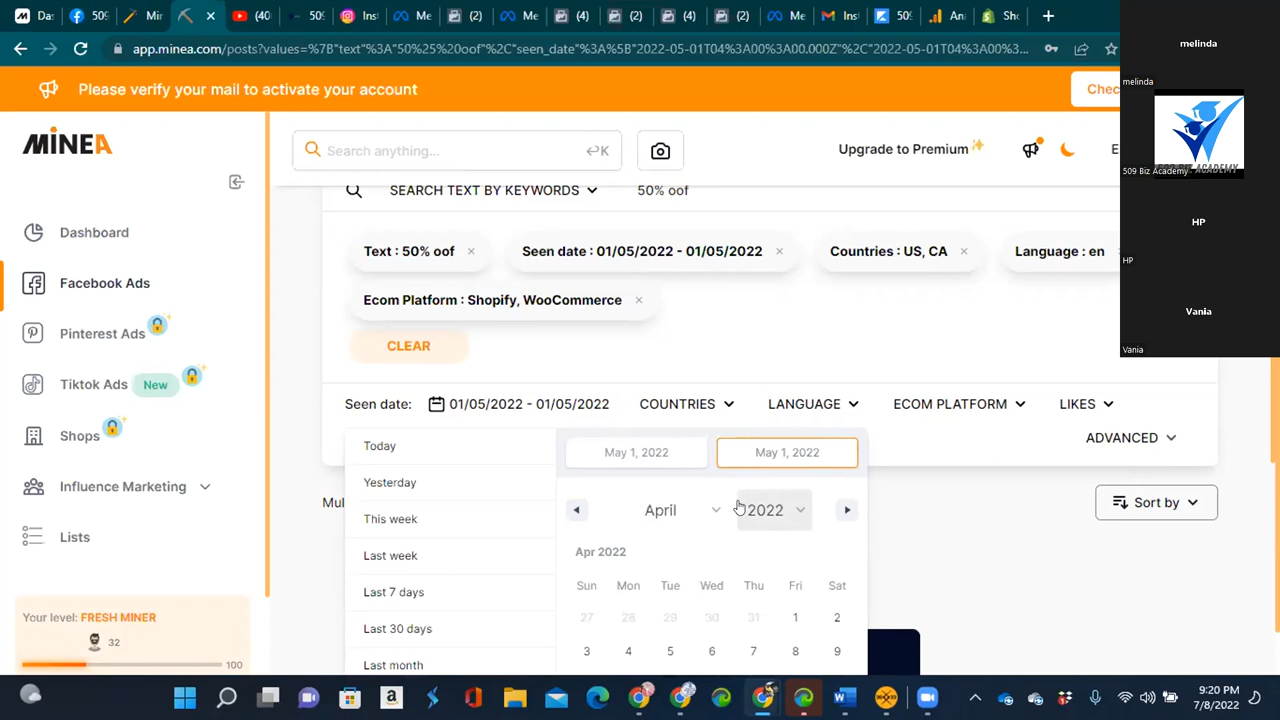 Da:
Mir
(40
509
Ins
Me
(2)
Me
(4)
(2)
(4)
(2)
Me
Inst
509
An
Sho
app.minea.com/posts?values=%7B"text"%3A"50%25%20oof"%2C"seen_date"%3A%5B"2022-05-01T04%3A00%3A00.000Z"%2C"2022-05-01T04%3A00%3A00...
Please verify your mail to activate your account
Chec
MINEA
Search anything...
K
Upgrade to Premium
E
SEARCH TEXT BY KEYWORDS
50% oof
Dashboard
Facebook Ads
Pinterest Ads
Tiktok Ads
New
Shops
Influence Marketing
Lists
Your level: FRESH MINER
32
100
Text : 50% oof
Seen date : 01/05/2022 - 01/05/2022
Countries : US, CA
Language : en
Ecom Platform : Shopify, WooCommerce
CLEAR
Seen date:
01/05/2022 - 01/05/2022
COUNTRIES
LANGUAGE
ECOM PLATFORM
LIKES
ADVANCED
Mul
Sort by
Today
Yesterday
This week
Last week
Last 7 days
Last 30 days
Last month
May 1, 2022
May 1, 2022
April
2022
Apr 2022
Sun Mon Tue Wed Thu Fri Sat
27 28 29 30 31 1 2
3 4 5 6 7 8 9
melinda
melinda
509 BIZ ACADEMY
509 Biz Academy
HP
HP
Vania
Vania
9:20 PM
7/8/2022